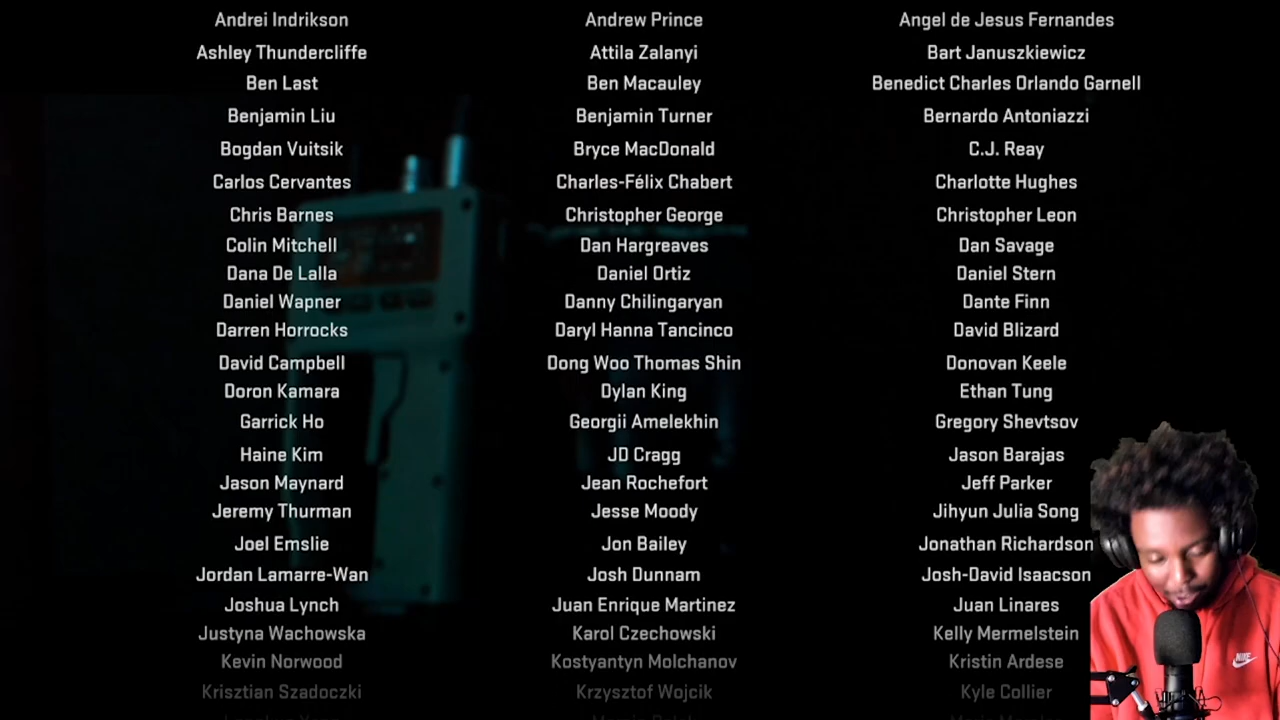 Andrei Indrikson Andrew Prince Angel de Jesus Fernandes
Ashley Thundercliffe Attila Zalanyi Bart Januszkiewicz
Ben Last Ben Macauley Benedict Charles Orlando Garnell
Benjamin Liu Benjamin Turner Bernardo Antoniazzi
Bogdan Vuitsik Bryce MacDonald C.J. Reay
Carlos Cervantes Charles-Félix Chabert Charlotte Hughes
Chris Barnes Christopher George Christopher Leon
Colin Mitchell Dan Hargreaves Dan Savage
Dana De Lalla Daniel Ortiz Daniel Stern
Daniel Wapner Danny Chilingaryan Dante Finn
Darren Horrocks Daryl Hanna Tancinco David Blizard
David Campbell Dong Woo Thomas Shin Donovan Keele
Doron Kamara Dylan King Ethan Tung
Garrick Ho Georgii Amelekhin Gregory Shevtsov
Haine Kim JD Cragg Jason Barajas
Jason Maynard Jean Rochefort Jeff Parker
Jeremy Thurman Jesse Moody Jihyun Julia Song
Joel Emslie Jon Bailey Jonathan Richardson
Jordan Lamarre-Wan Josh Dunnam Josh-David Isaacson
Joshua Lynch Juan Enrique Martinez Juan Linares
Justyna Wachowska Karol Czechowski Kelly Mermelstein
Kevin Norwood Kostyantyn Molchanov Kristin Ardese
Krisztian Szadoczki Krzysztof Wojcik Kyle Collier
NIKE